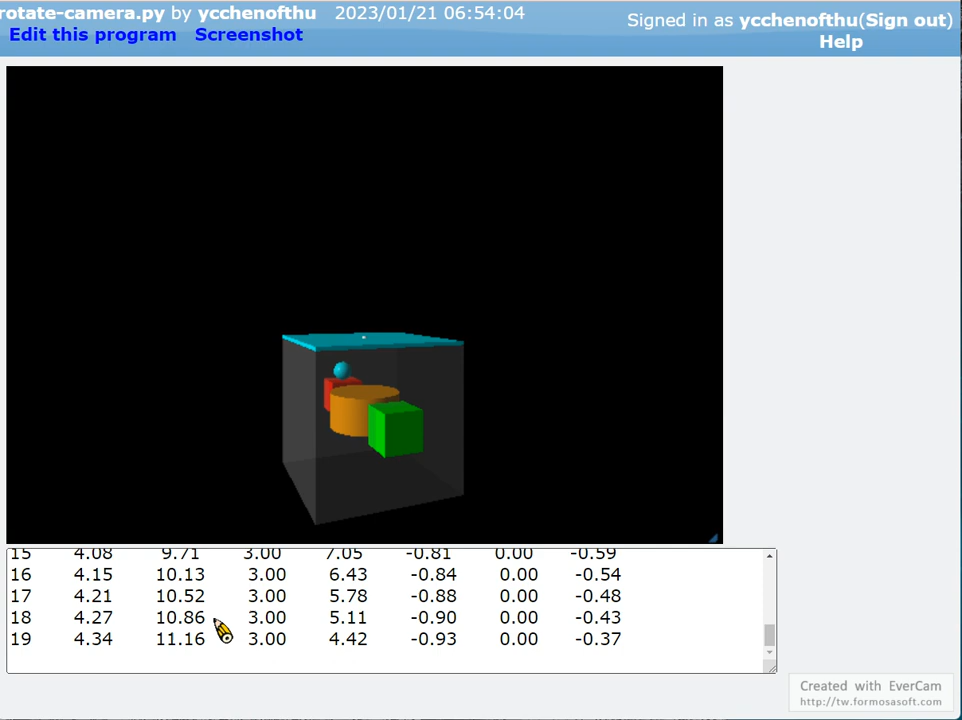 rotate-camera.py by ycchenofthu 2023/01/21 06:54:04
Signed in as ycchenofthu(Sign out)
Edit this program Screenshot
Help
15 4.08 9.71 3.00 7.05 -0.81 0.00 -0.59
16 4.15 10.13 3.00 6.43 -0.84 0.00 -0.54
17 4.21 10.52 3.00 5.78 -0.88 0.00 -0.48
18 4.27 10.86 3.00 5.11 -0.90 0.00 -0.43
19 4.34 11.16 3.00 4.42 -0.93 0.00 -0.37
Created with EverCam
http://tw.formosasoft.com